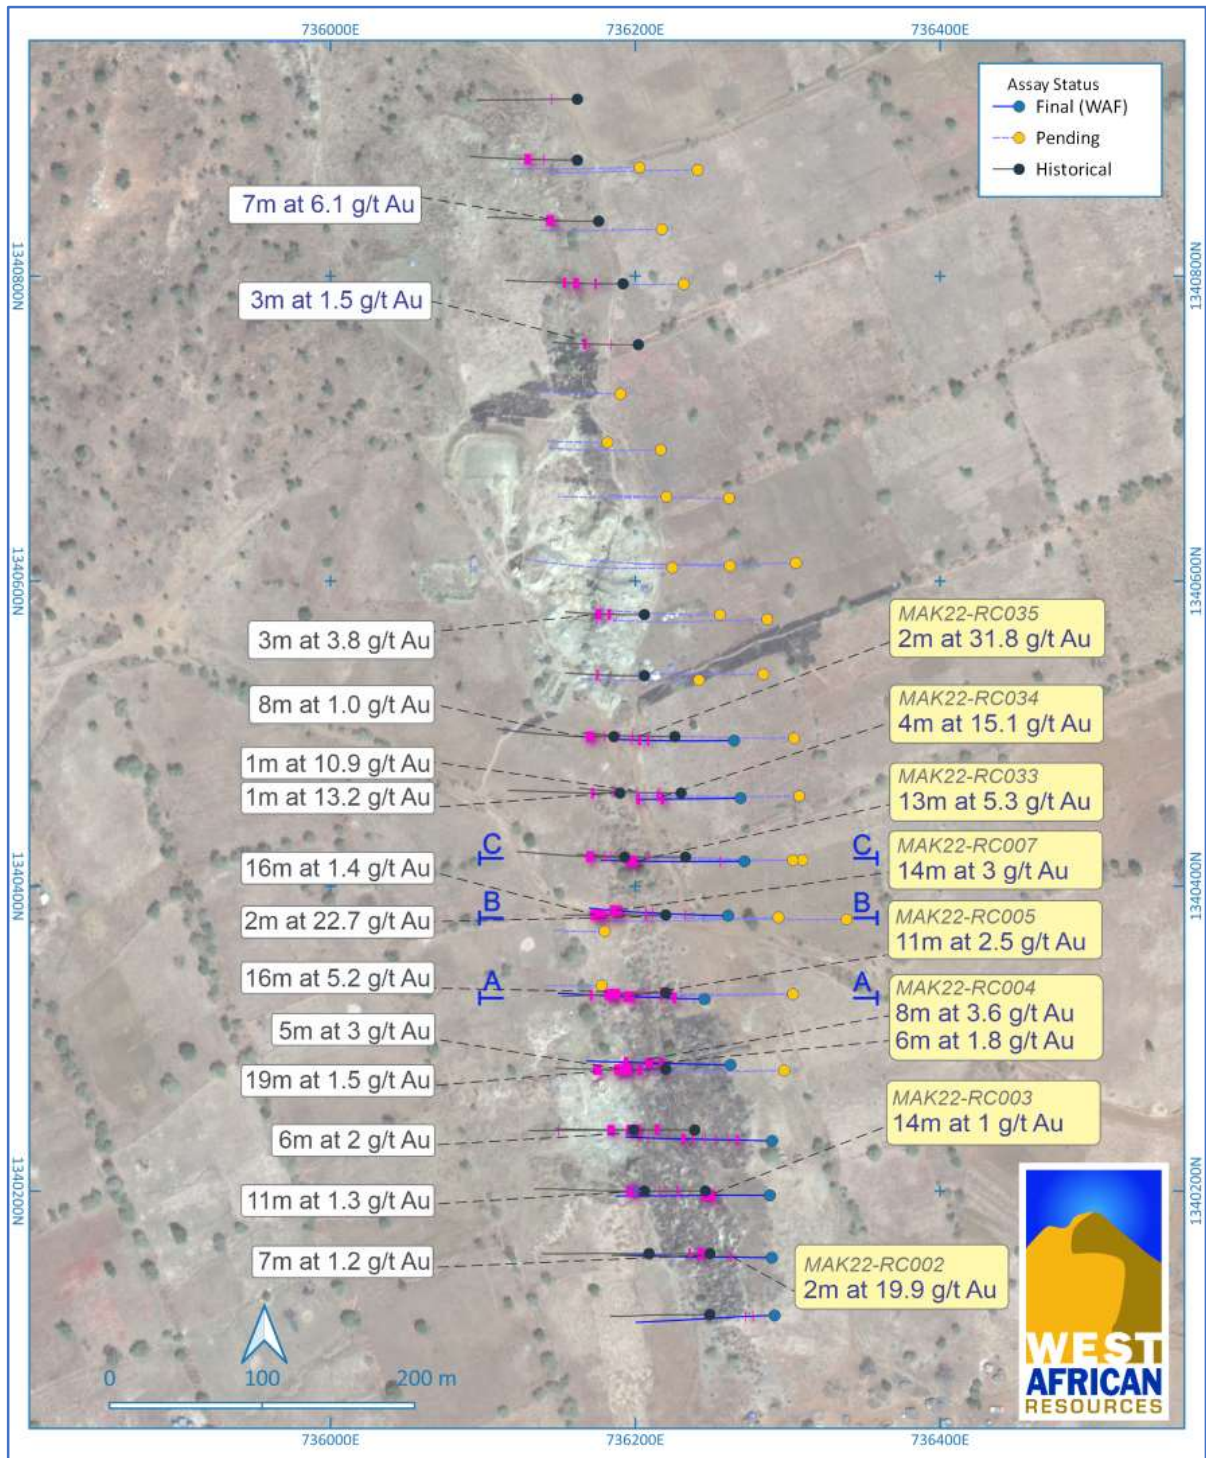 736000E
736200E
736400E
Assay Status
Final (WAF)
Pending
Historical
7m at 6.1 g/t Au
1340800N
1340800N
3m at 1.5 g/t Au
1340600N
1340600N
3m at 3.8 g/t Au
MAK22-RC035
2m at 31.8 g/t Au
8m at 1.0 g/t Au
MAK22-RC034
4m at 15.1 g/t Au
1m at 10.9 g/t Au
1m at 13.2 g/t Au
MAK22-RC033
13m at 5.3 g/t Au
C
C
16m at 1.4 g/t Au
MAK22-RC007
14m at 3 g/t Au
1340400N
1340400N
2m at 22.7 g/t Au
B
B
MAK22-RC005
11m at 2.5 g/t Au
16m at 5.2 g/t Au
A
A
MAK22-RC004
8m at 3.6 g/t Au
6m at 1.8 g/t Au
5m at 3 g/t Au
19m at 1.5 g/t Au
MAK22-RC003
14m at 1 g/t Au
6m at 2 g/t Au
1340200N
1340200N
11m at 1.3 g/t Au
7m at 1.2 g/t Au
MAK22-RC002
2m at 19.9 g/t Au
0
100
200 m
WEST
AFRICAN
RESOURCES
736000E
736200E
736400E